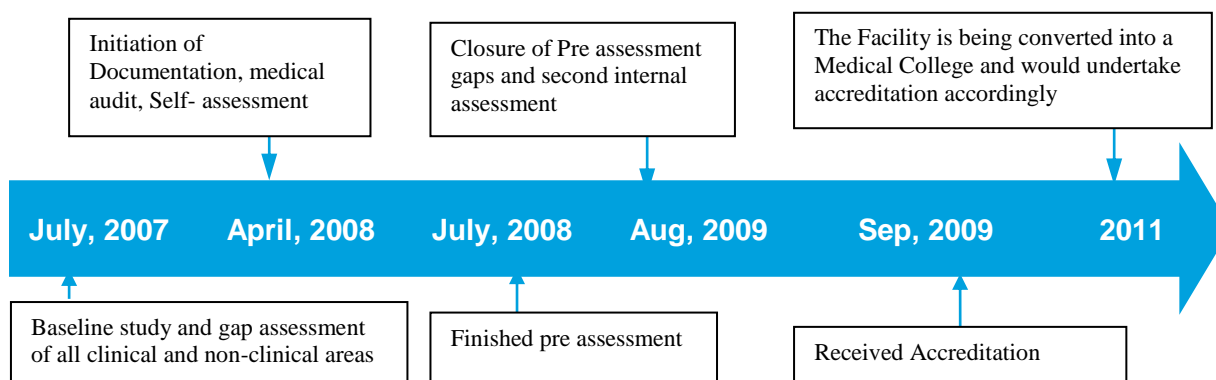 Initiation of
Documentation, medical
audit, Self- assessment
Closure of Pre assessment
gaps and second internal
assessment
The Facility is being converted into a
Medical College and would undertake
accreditation accordingly
July, 2007
April, 2008
July, 2008
Aug, 2009
Sep, 2009
2011
Baseline study and gap assessment
of all clinical and non-clinical areas
Finished pre assessment
Received Accreditation